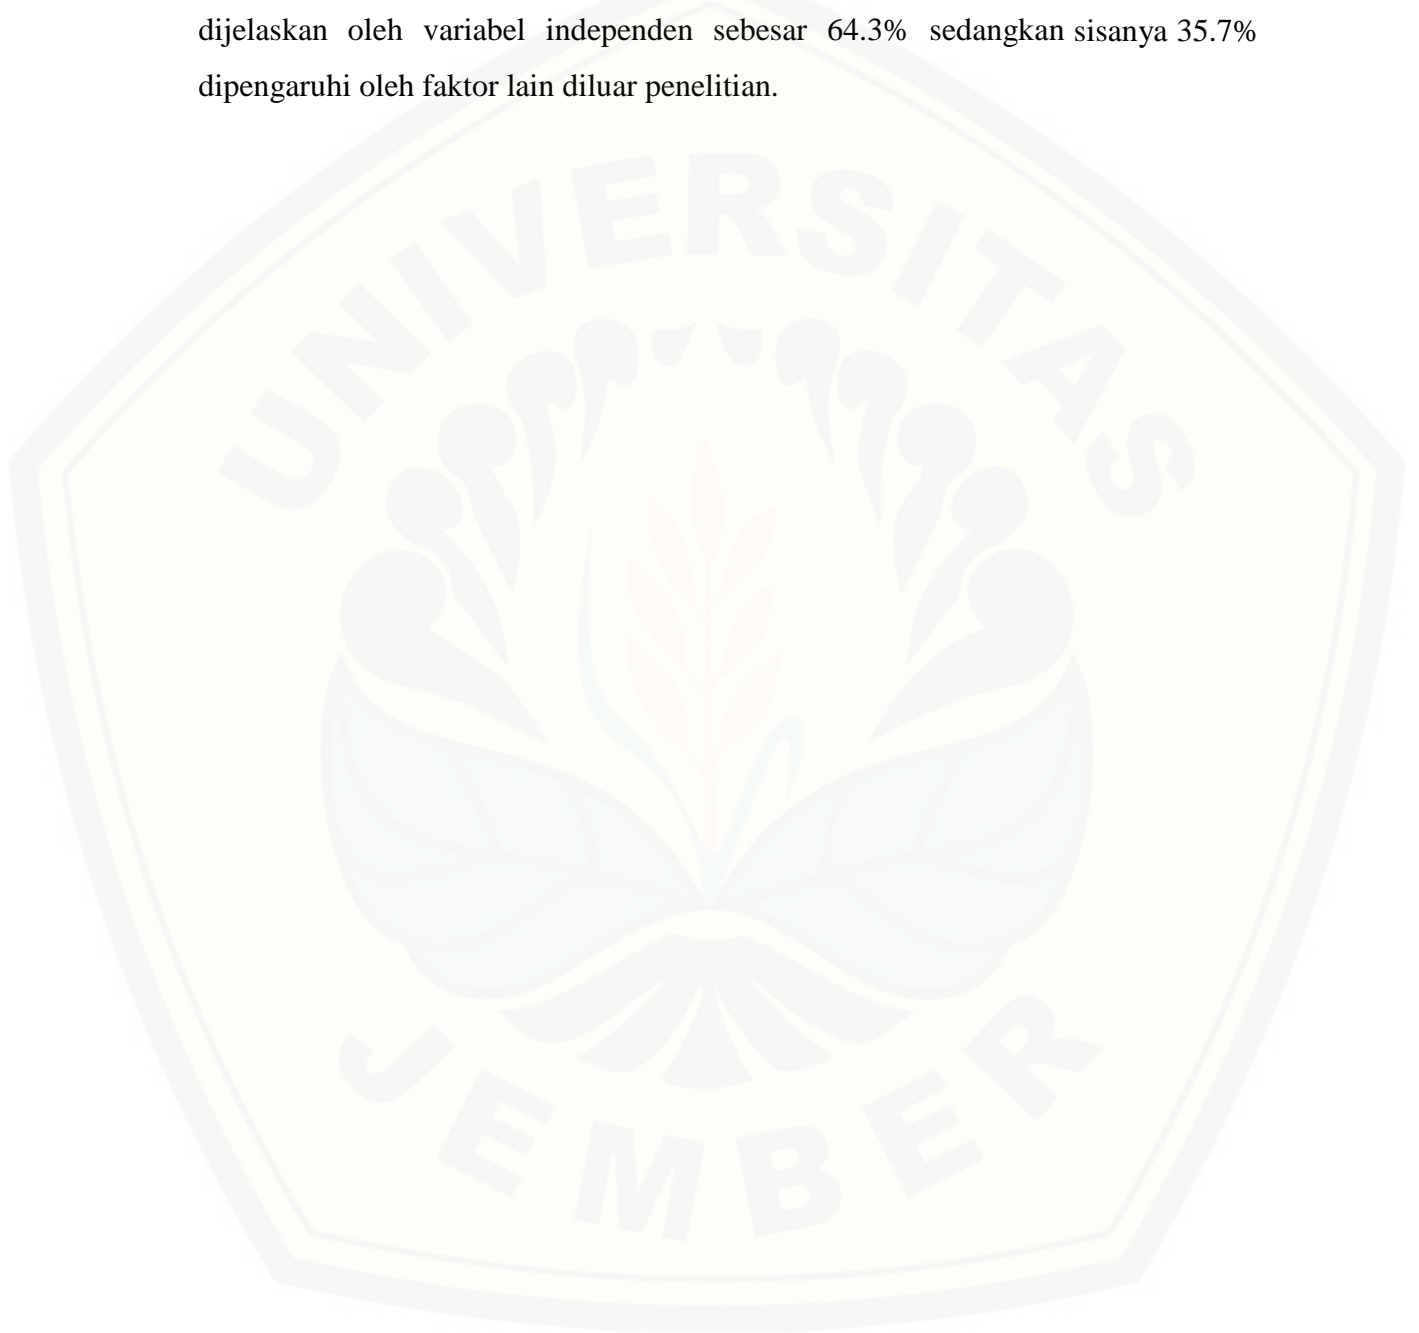 dijelaskan oleh variabel independen sebesar 64.3% sedangkan sisanya 35.7%
dipengaruhi oleh faktor lain diluar penelitian.
UNIVERSITAS
JEMBER